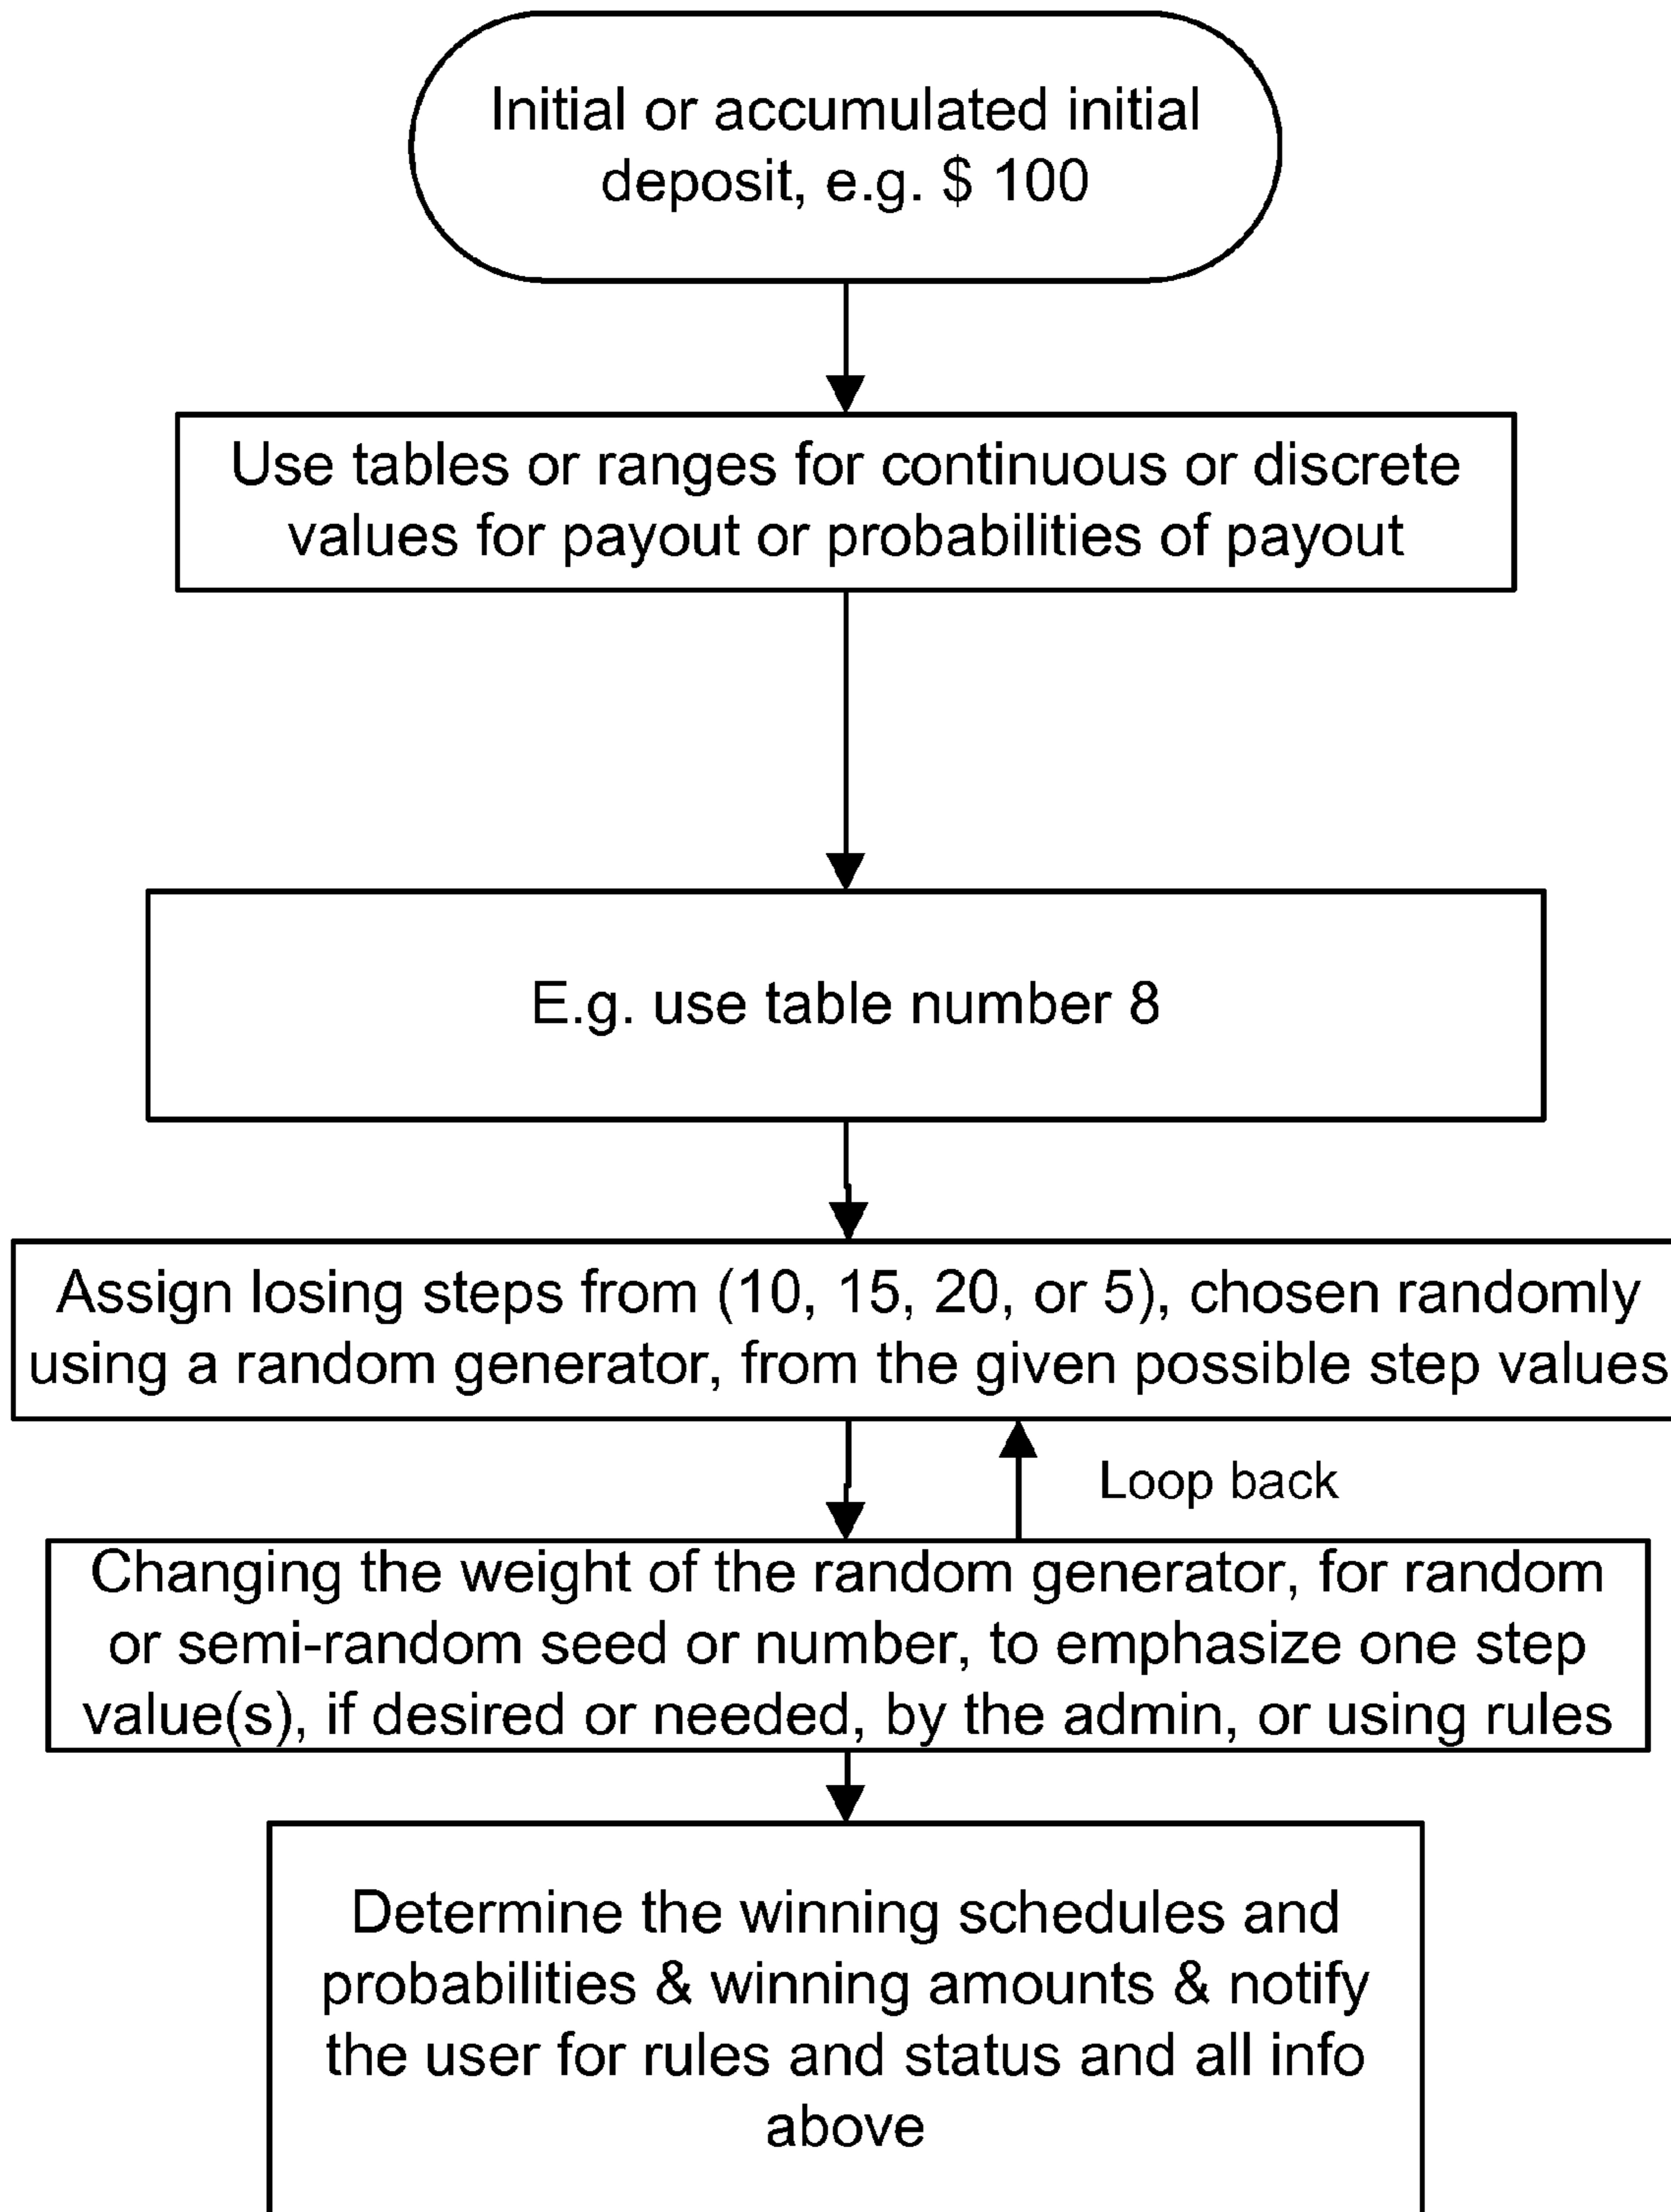 Initial or accumulated initial
deposit, e.g. $ 100
Use tables or ranges for continuous or discrete
values for payout or probabilities of payout
E.g. use table number 8
Assign losing steps from (10, 15, 20, or 5), chosen randomly
using a random generator, from the given possible step values
Loop back
Changing the weight of the random generator, for random
or semi-random seed or number, to emphasize one step
value(s), if desired or needed, by the admin, or using rules
Determine the winning schedules and
probabilities & winning amounts & notify
the user for rules and status and all info
above